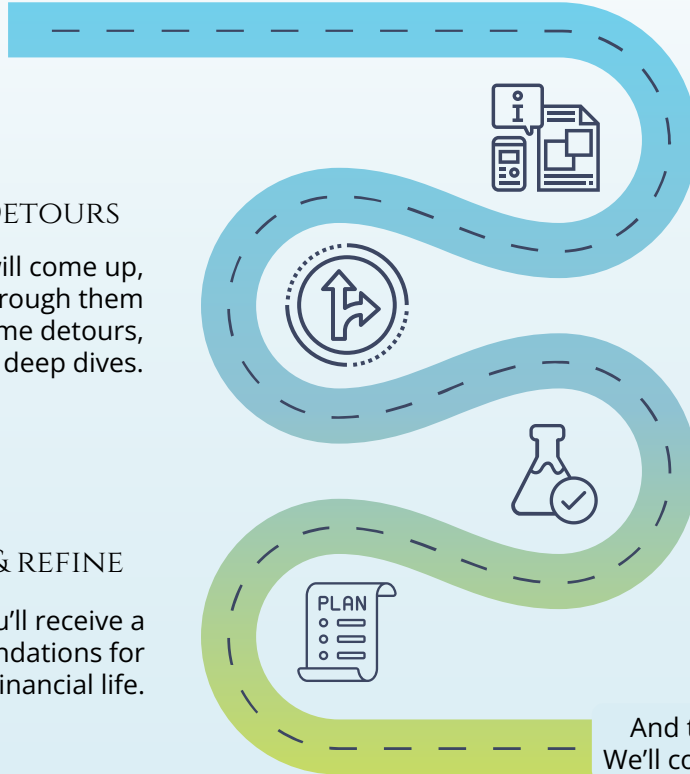 ETOURS
ill come up,
rough them
me detours,
deep dives.
& REFINE
u'll receive a
ndations for
inancial life.
PLAN
And t
We'll co